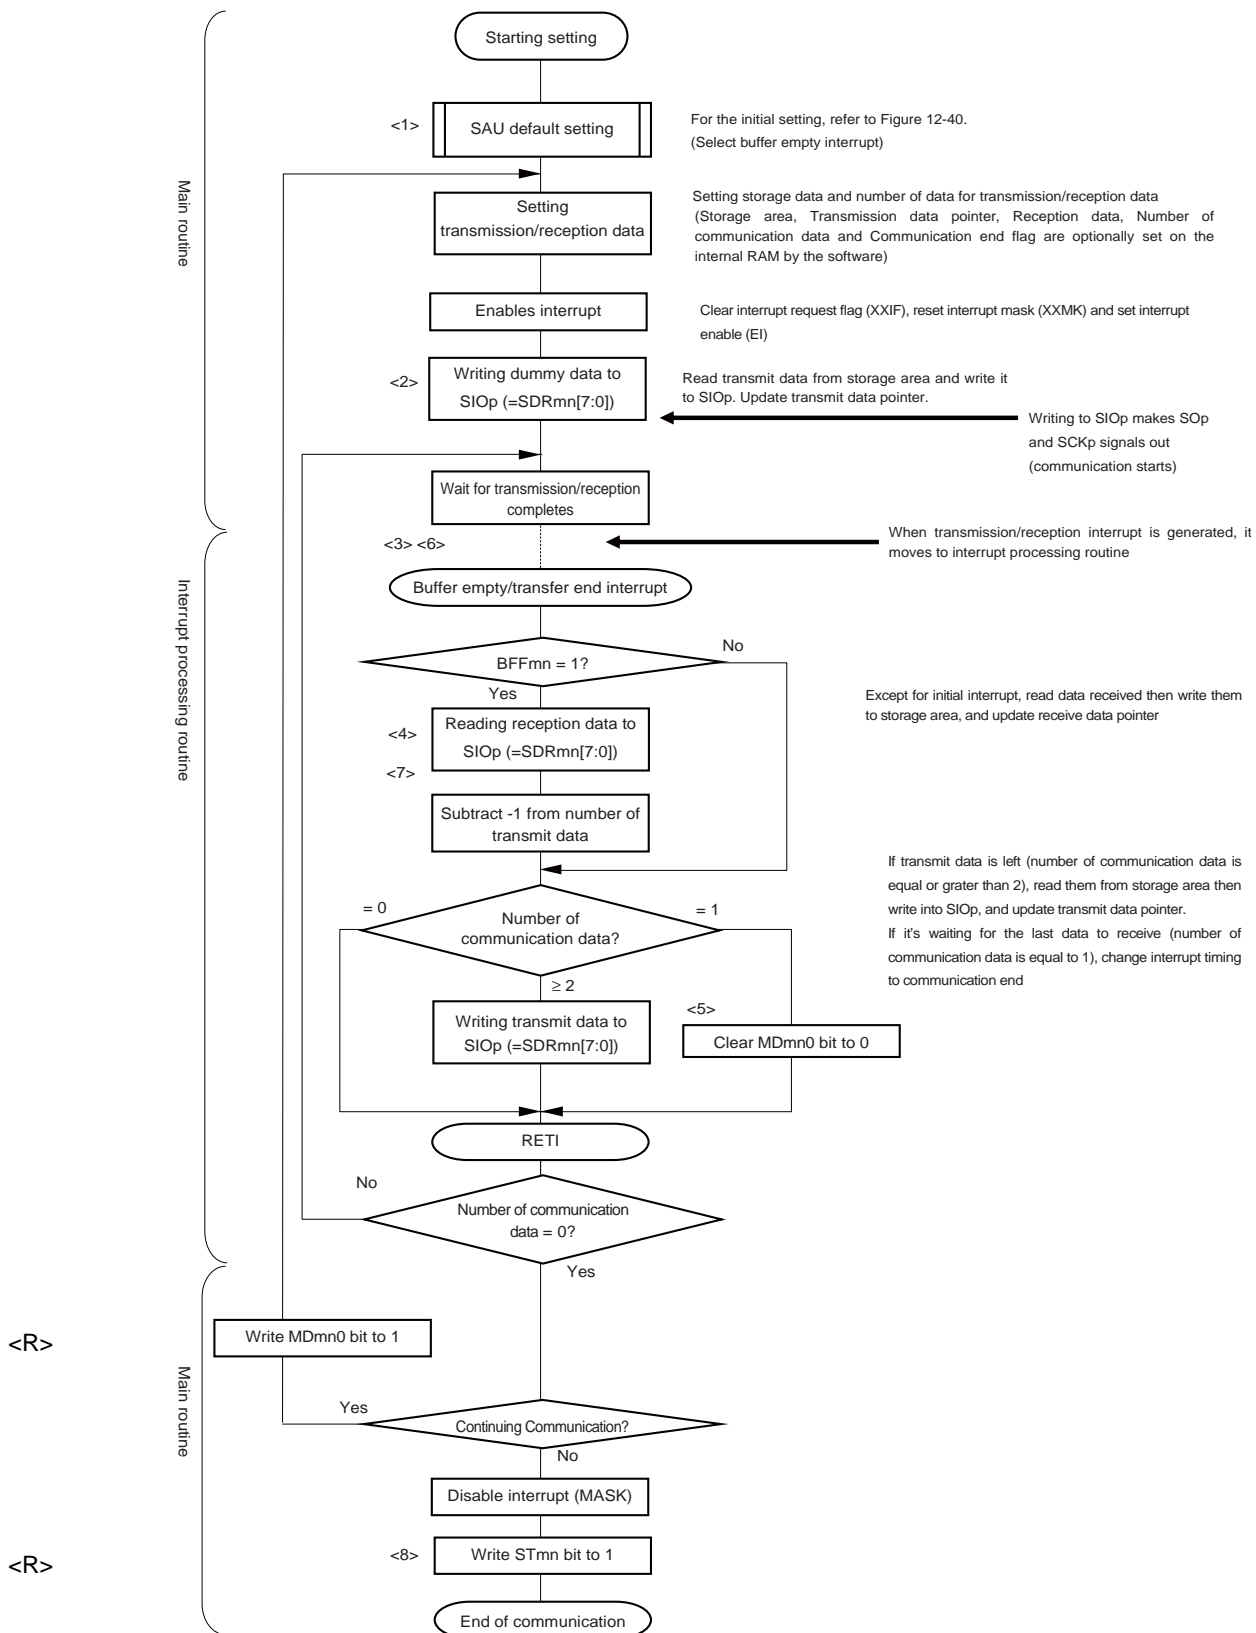 Starting setting
<1>
SAU default setting
For the initial setting, refer to Figure 12-40.
(Select buffer empty interrupt)
Main routine
Setting
transmission/reception data
Setting storage data and number of data for transmission/reception data
(Storage area, Transmission data pointer, Reception data, Number of
communication data and Communication end flag are optionally set on the
internal RAM by the software)
Enables interrupt
Clear interrupt request flag (XXIF), reset interrupt mask (XXMK) and set interrupt
enable (EI)
<2>
Writing dummy data to
SIOp (=SDRmn[7:0])
Read transmit data from storage area and write it
to SIOp. Update transmit data pointer.
Writing to SIOp makes SOp
and SCKp signals out
(communication starts)
Wait for transmission/reception
completes
<3> <6>
When transmission/reception interrupt is generated, it
moves to interrupt processing routine
Interrupt processing routine
Buffer empty/transfer end interrupt
BFFmn = 1?
No
Yes
Except for initial interrupt, read data received then write them
to storage area, and update receive data pointer
<4>
Reading reception data to
SIOp (=SDRmn[7:0])
<7>
Subtract -1 from number of
transmit data
If transmit data is left (number of communication data is
equal or grater than 2), read them from storage area then
write into SIOp, and update transmit data pointer.
If it's waiting for the last data to receive (number of
communication data is equal to 1), change interrupt timing
to communication end
= 0
Number of
communication data?
= 1
≥ 2
<5>
Writing transmit data to
SIOp (=SDRmn[7:0])
Clear MDmn0 bit to 0
RETI
No
Number of communication
data = 0?
Yes
<R>
Write MDmn0 bit to 1
Main routine
Yes
Continuing Communication?
No
Disable interrupt (MASK)
<R>
<8>
Write STmn bit to 1
End of communication